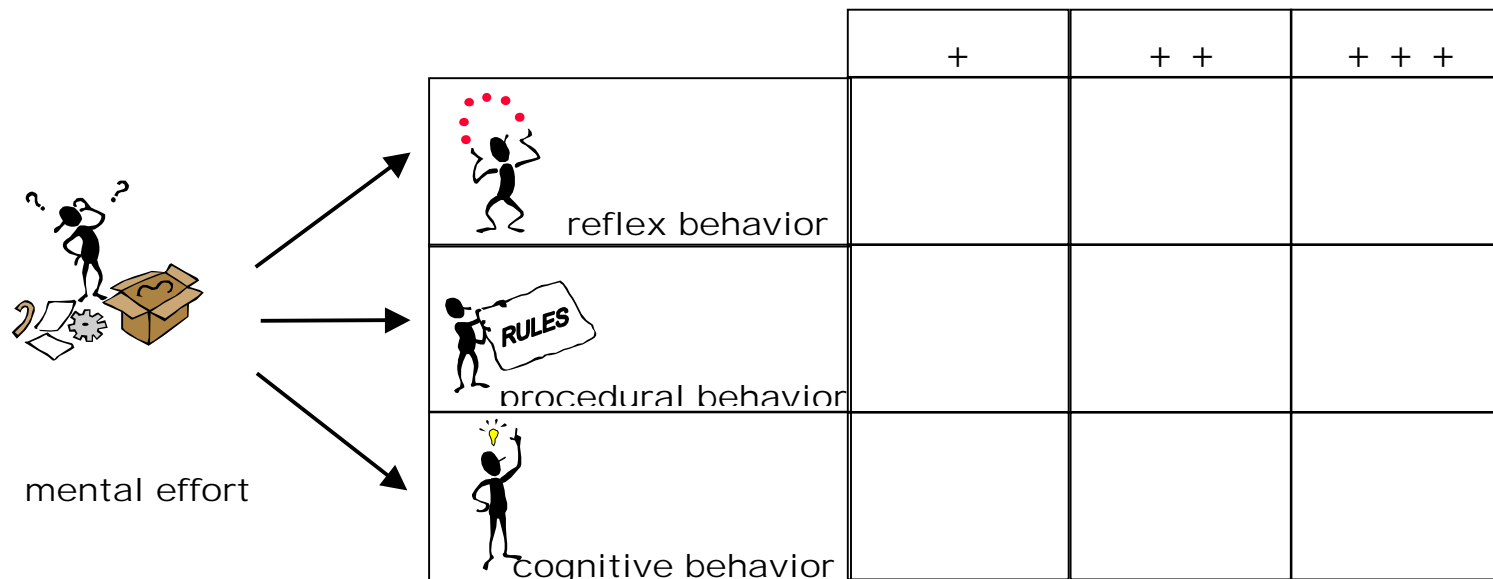 +
+ +
+ + +
? ?
reflex behavior
RULES
procedural behavior
mental effort
cognitive behavior